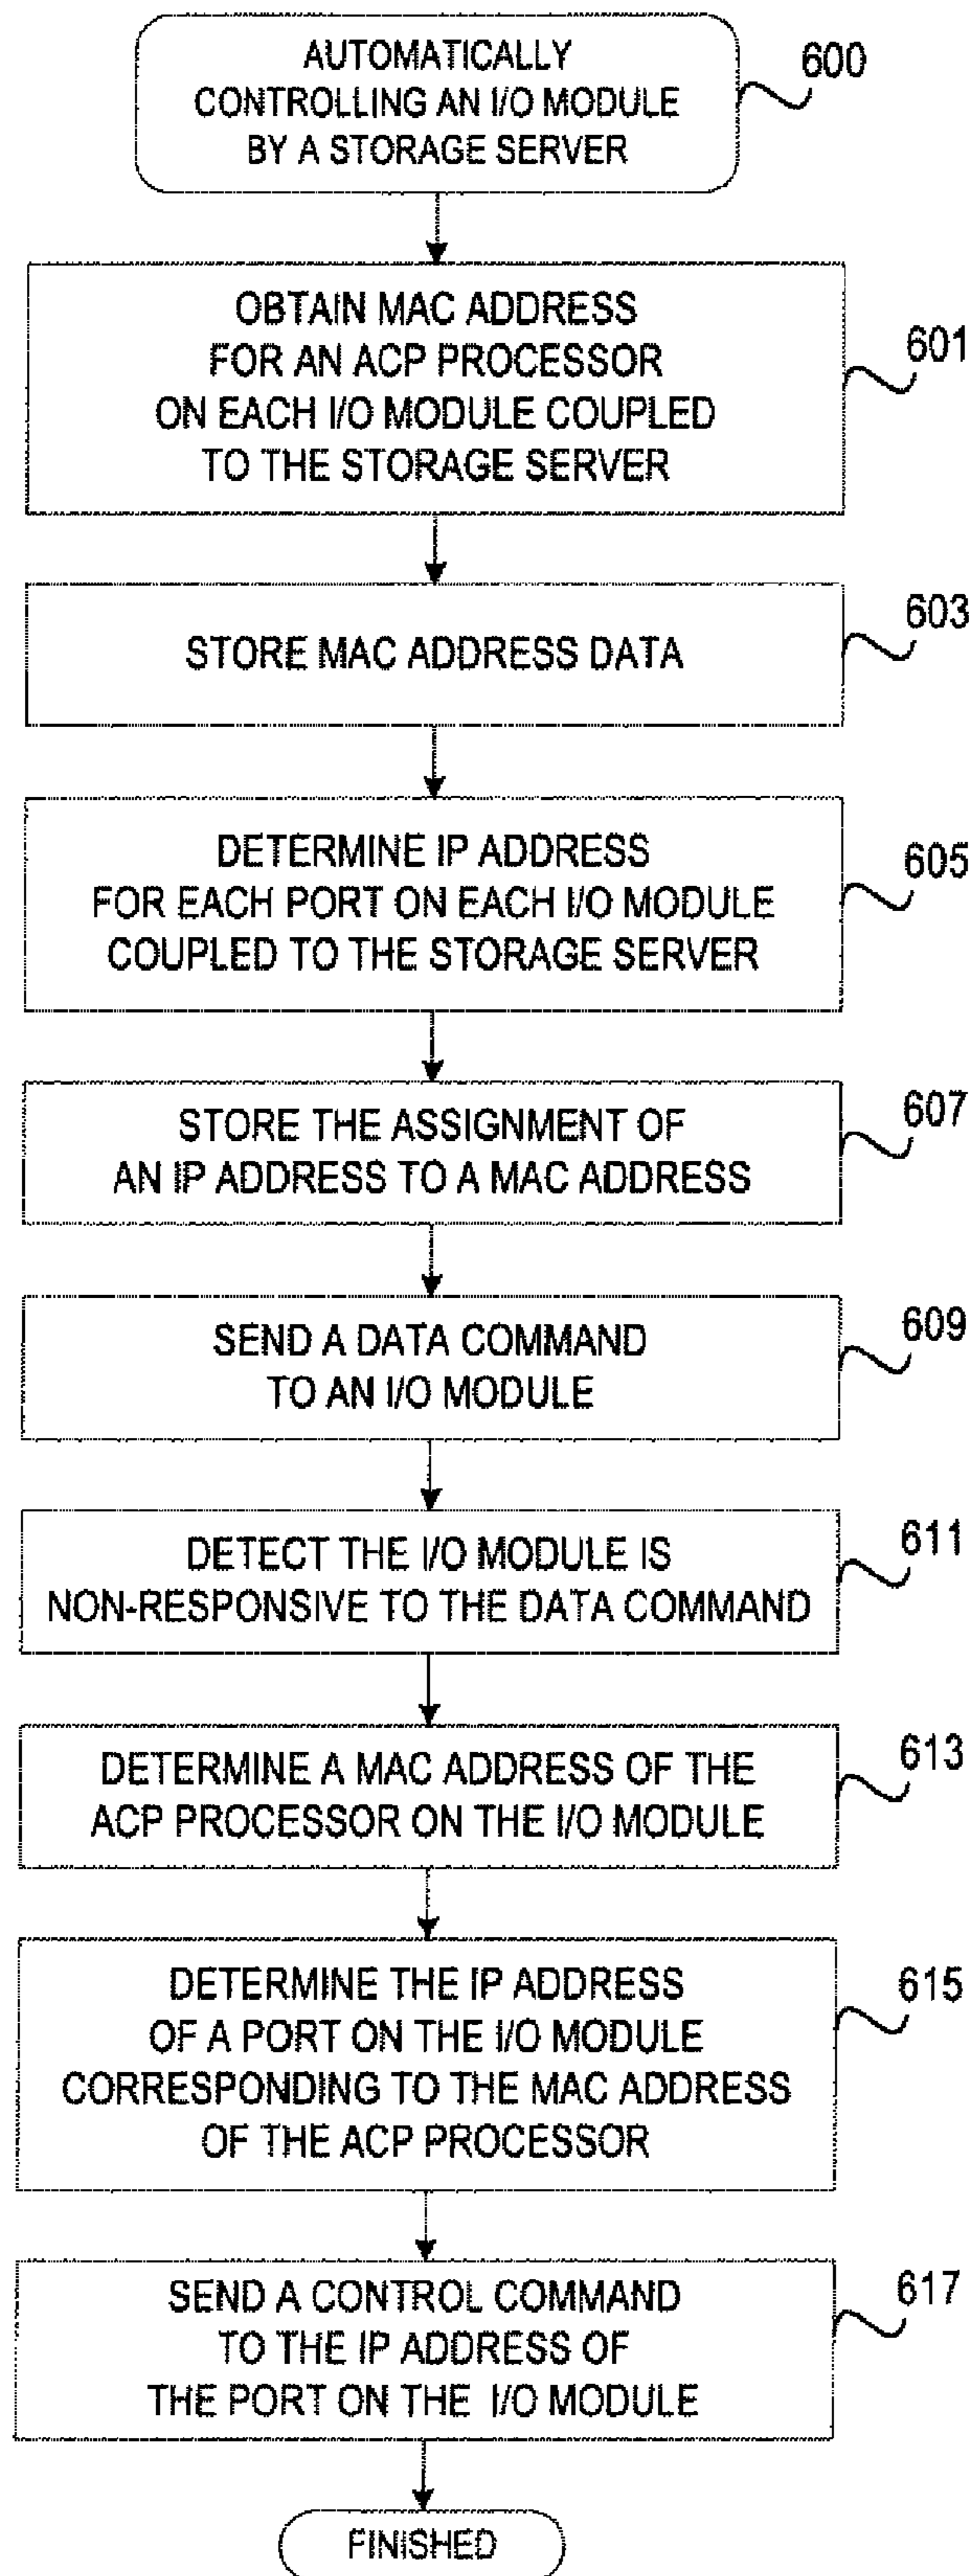 AUTOMATICALLY
CONTROLLING AN I/O MODULE
BY A STORAGE SERVER
600
OBTAIN MAC ADDRESS
FOR AN ACP PROCESSOR
ON EACH I/O MODULE COUPLED
TO THE STORAGE SERVER
601
STORE MAC ADDRESS DATA
603
DETERMINE IP ADDRESS
FOR EACH PORT ON EACH I/O MODULE
COUPLED TO THE STORAGE SERVER
605
STORE THE ASSIGNMENT OF
AN IP ADDRESS TO A MAC ADDRESS
607
SEND A DATA COMMAND
TO AN I/O MODULE
609
DETECT THE I/O MODULE IS
NON-RESPONSIVE TO THE DATA COMMAND
611
DETERMINE A MAC ADDRESS OF THE
ACP PROCESSOR ON THE I/O MODULE
613
DETERMINE THE IP ADDRESS
OF A PORT ON THE I/O MODULE
CORRESPONDING TO THE MAC ADDRESS
OF THE ACP PROCESSOR
615
SEND A CONTROL COMMAND
TO THE IP ADDRESS OF
THE PORT ON THE I/O MODULE
617
FINISHED